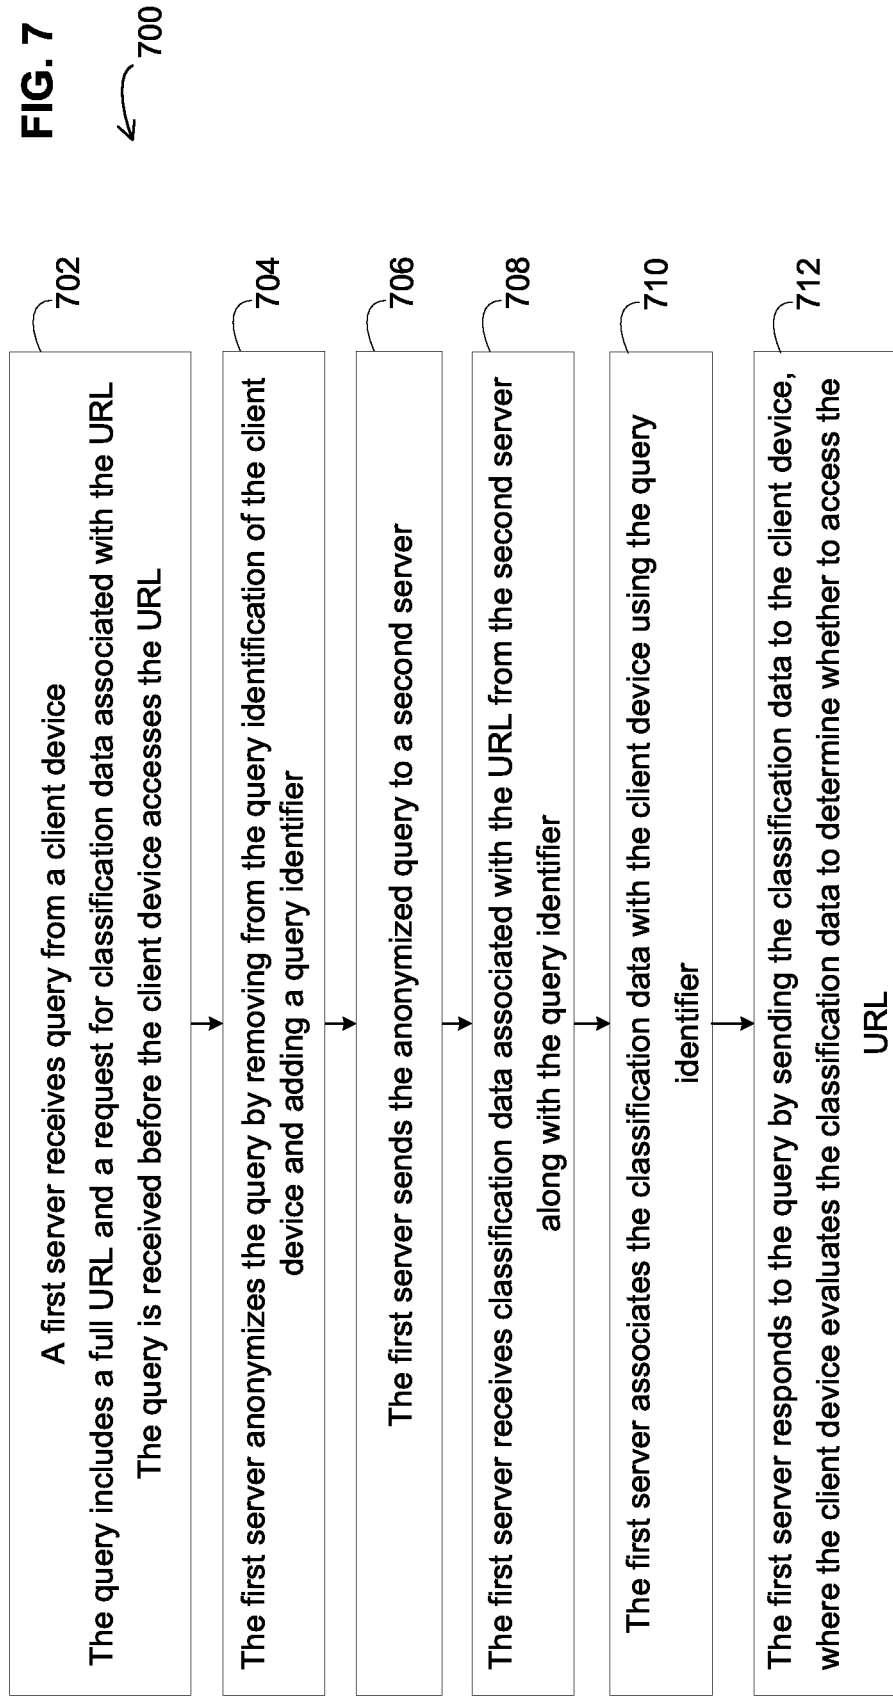 FIG. 7
700
702
A first server receives query from a client device
The query includes a full URL and a request for classification data associated with the URL
The query is received before the client device accesses the URL
704
The first server anonymizes the query by removing from the query identification of the client
device and adding a query identifier
706
The first server sends the anonymized query to a second server
708
The first server receives classification data associated with the URL from the second server
along with the query identifier
710
The first server associates the classification data with the client device using the query
identifier
712
The first server responds to the query by sending the classification data to the client device,
where the client device evaluates the classification data to determine whether to access the
URL